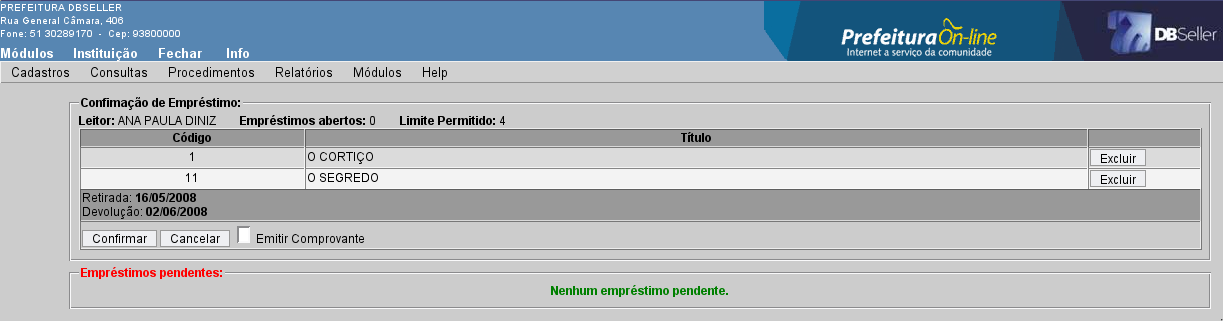 PREFEITURA DBSELLER
Rua General Câmara, 406
Fone: 51 30289170 - Cep: 93800000
PrefeituraOn-line
Internet a serviço da comunidade
DBSeller
Módulos Instituição Fechar Info
Cadastros Consultas Procedimentos Relatórios Módulos Help
Confimação de Empréstimo:
Leitor: ANA PAULA DINIZ Empréstimos abertos: 0 Limite Permitido: 4
Código Título
1 O CORTIÇO Excluir
11 O SEGREDO Excluir
Retirada: 16/05/2008
Devolução: 02/06/2008
Confirmar Cancelar Emitir Comprovante
Empréstimos pendentes:
Nenhum empréstimo pendente.